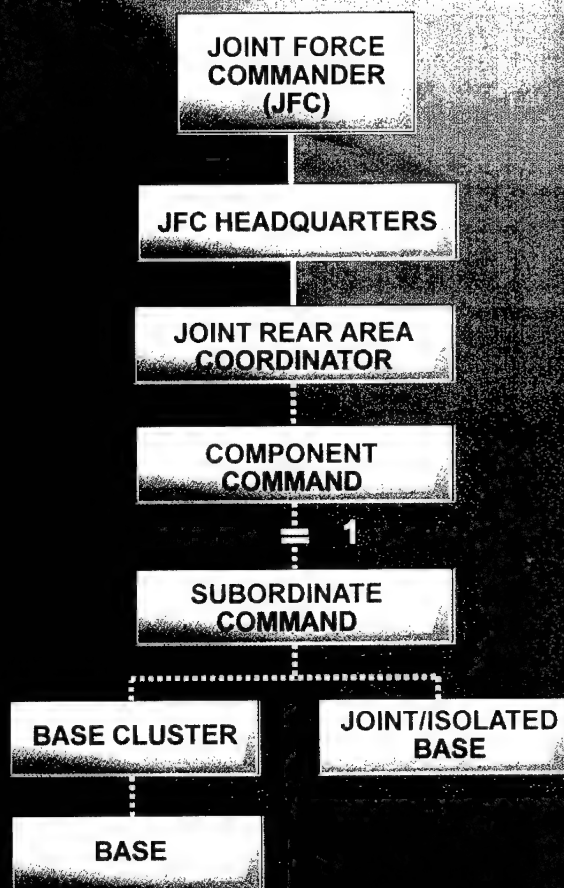 JOINT FORCE
COMMANDER
(JFC)
JFC HEADQUARTERS
JOINT REAR AREA
COORDINATOR
COMPONENT
COMMAND
= 1
SUBORDINATE
COMMAND
BASE CLUSTER
JOINT/ISOLATED
BASE
BASE